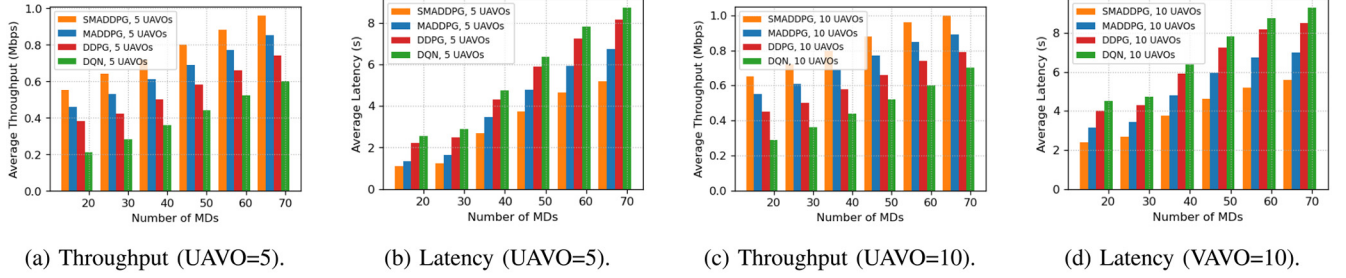 SMADDPG, 5 UAVOs
MADDPG, 5 UAVOs
DDPG, 5 UAVOs
DQN, 5 UAVOs
Average Throughput (Mbps)
1.0
0.8
0.6
0.4
0.2
0.0
20 30 40 50 60 70
Number of MDs
(a) Throughput (UAVO=5).
SMADDPG, 5 UAVOs
MADDPG, 5 UAVOs
DDPG, 5 UAVOs
DQN, 5 UAVOs
Average Latency (s)
8
6
4
2
0
20 30 40 50 60 70
Number of MDs
(b) Latency (UAVO=5).
SMADDPG, 10 UAVOs
MADDPG, 10 UAVOs
DDPG, 10 UAVOs
DQN, 10 UAVOs
Average Throughput (Mbps)
1.0
0.8
0.6
0.4
0.2
0.0
20 30 40 50 60 70
Number of MDs
(c) Throughput (UAVO=10).
SMADDPG, 10 UAVOs
MADDPG, 10 UAVOs
DDPG, 10 UAVOs
DQN, 10 UAVOs
Average Latency (s)
8
6
4
2
0
20 30 40 50 60 70
Number of MDs
(d) Latency (VAVO=10).